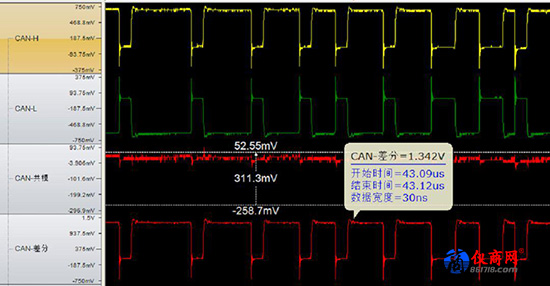 750mV
468.8mV
CAN-H
187.5mV
-375mV
375mV
93.75mV
CAN-L
-187.5mV
-468.8mV
-750mV
93.75mV
52.55mV
CAN-差分=1.342V
-3.906mV
开始时间=43.09us
CAN-共模
-101.6mV
311.3mV
结束时间=43.12us
-199.2mV
数据宽度=30ns
-296.9mV
-258.7mV
1.5V
937.5mV
CAN-差分
375mV
-187.5mV
-750mV
仪商网
861718.com